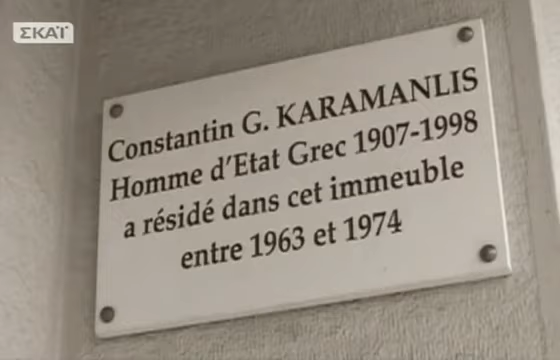 ΣΚΑΪ
Constantin G. KARAMANLIS
Homme d'Etat Grec 1907-1998
a résidé dans cet immeuble
entre 1963 et 1974